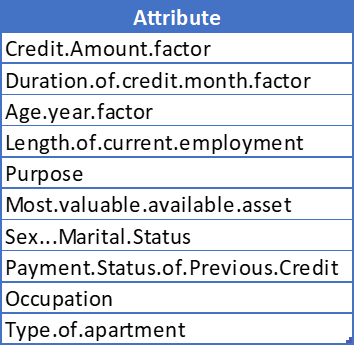 Attribute
Credit.Amount.factor
Duration.of.credit.month.factor
Age.year.factor
Length.of.current.employment
Purpose
Most.valuable.available.asset
Sex...Marital.Status
Payment.Status.of.Previous.Credit
Occupation
Type.of.apartment